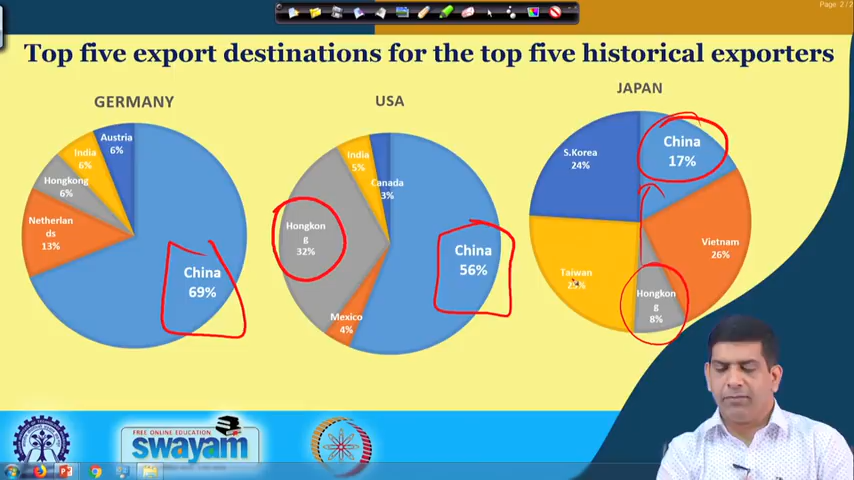 Page 2 / 2
Top five export destinations for the top five historical exporters
GERMANY
Austria
6%
India
6%
Hongkong
6%
Netherlan
ds
13%
China
69%
USA
India
5%
Canada
3%
Hongkon
g
32%
China
56%
Mexico
4%
JAPAN
S.Korea
24%
China
17%
Vietnam
26%
Taiwan
Hongkon
g
8%
FREE ONLINE EDUCATION
swayam